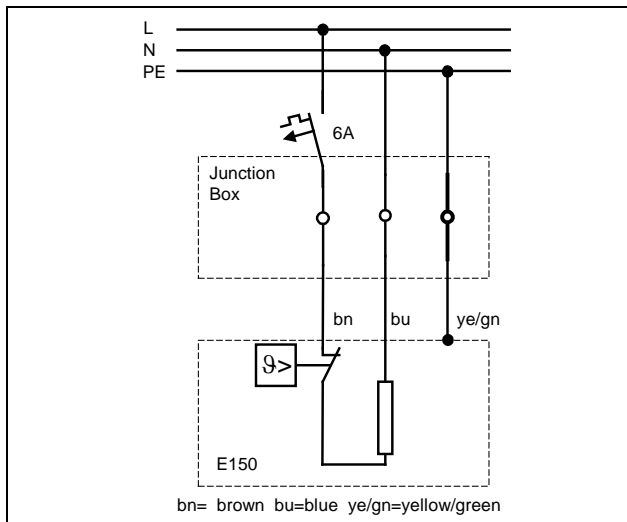 L
N
PE
6A
Junction
Box
bn
bu
ye/gn
ϑ>
E150
bn= brown bu=blue ye/gn=yellow/green